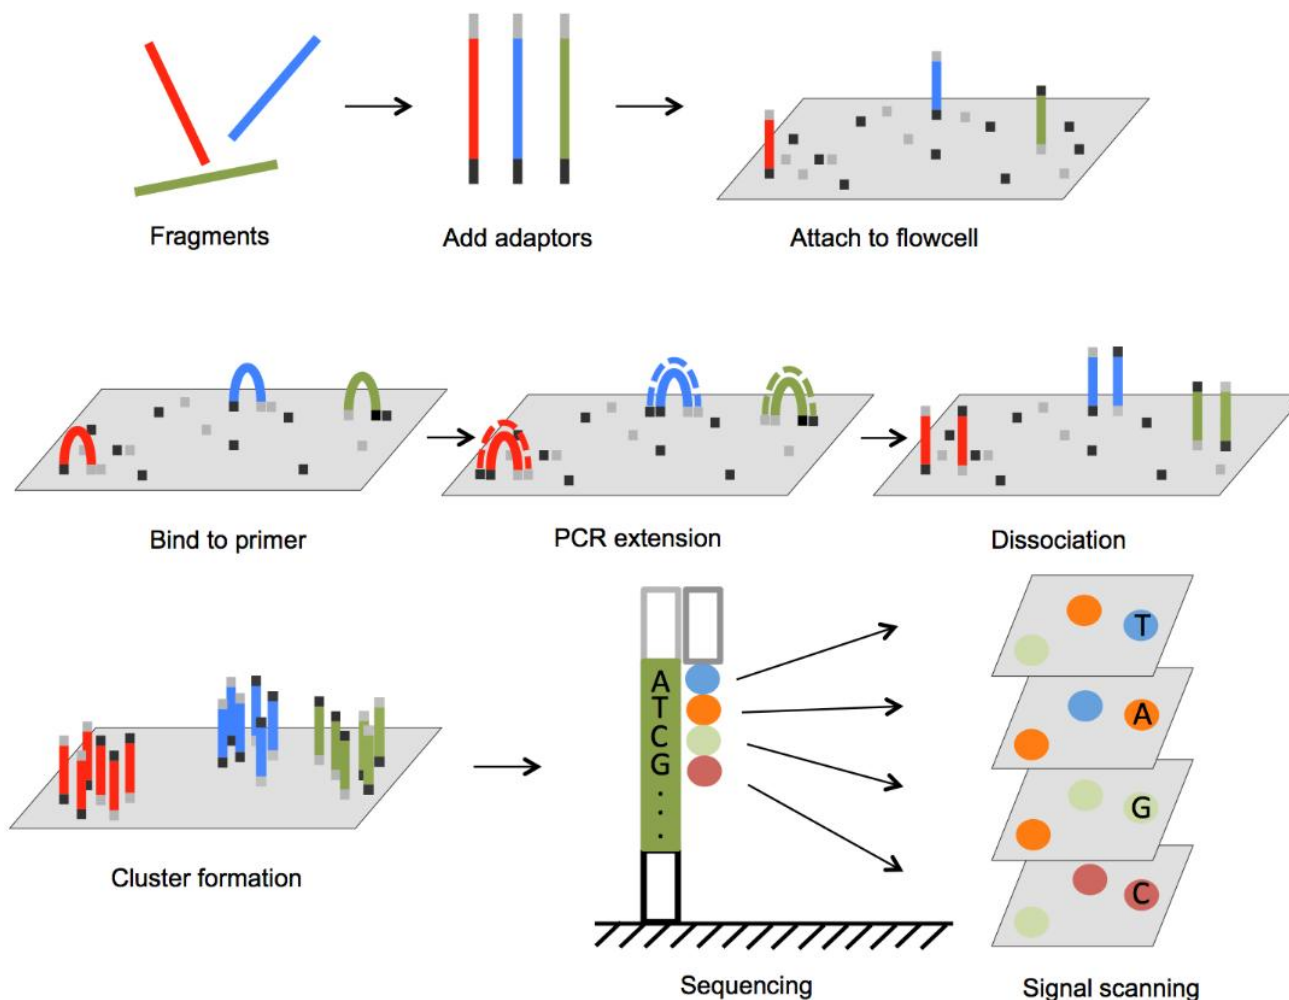 Fragments
Add adaptors
Attach to flowcell
Bind to primer
PCR extension
Dissociation
Cluster formation
A
T
C
G
.
.
.
T
A
G
C
Sequencing
Signal scanning